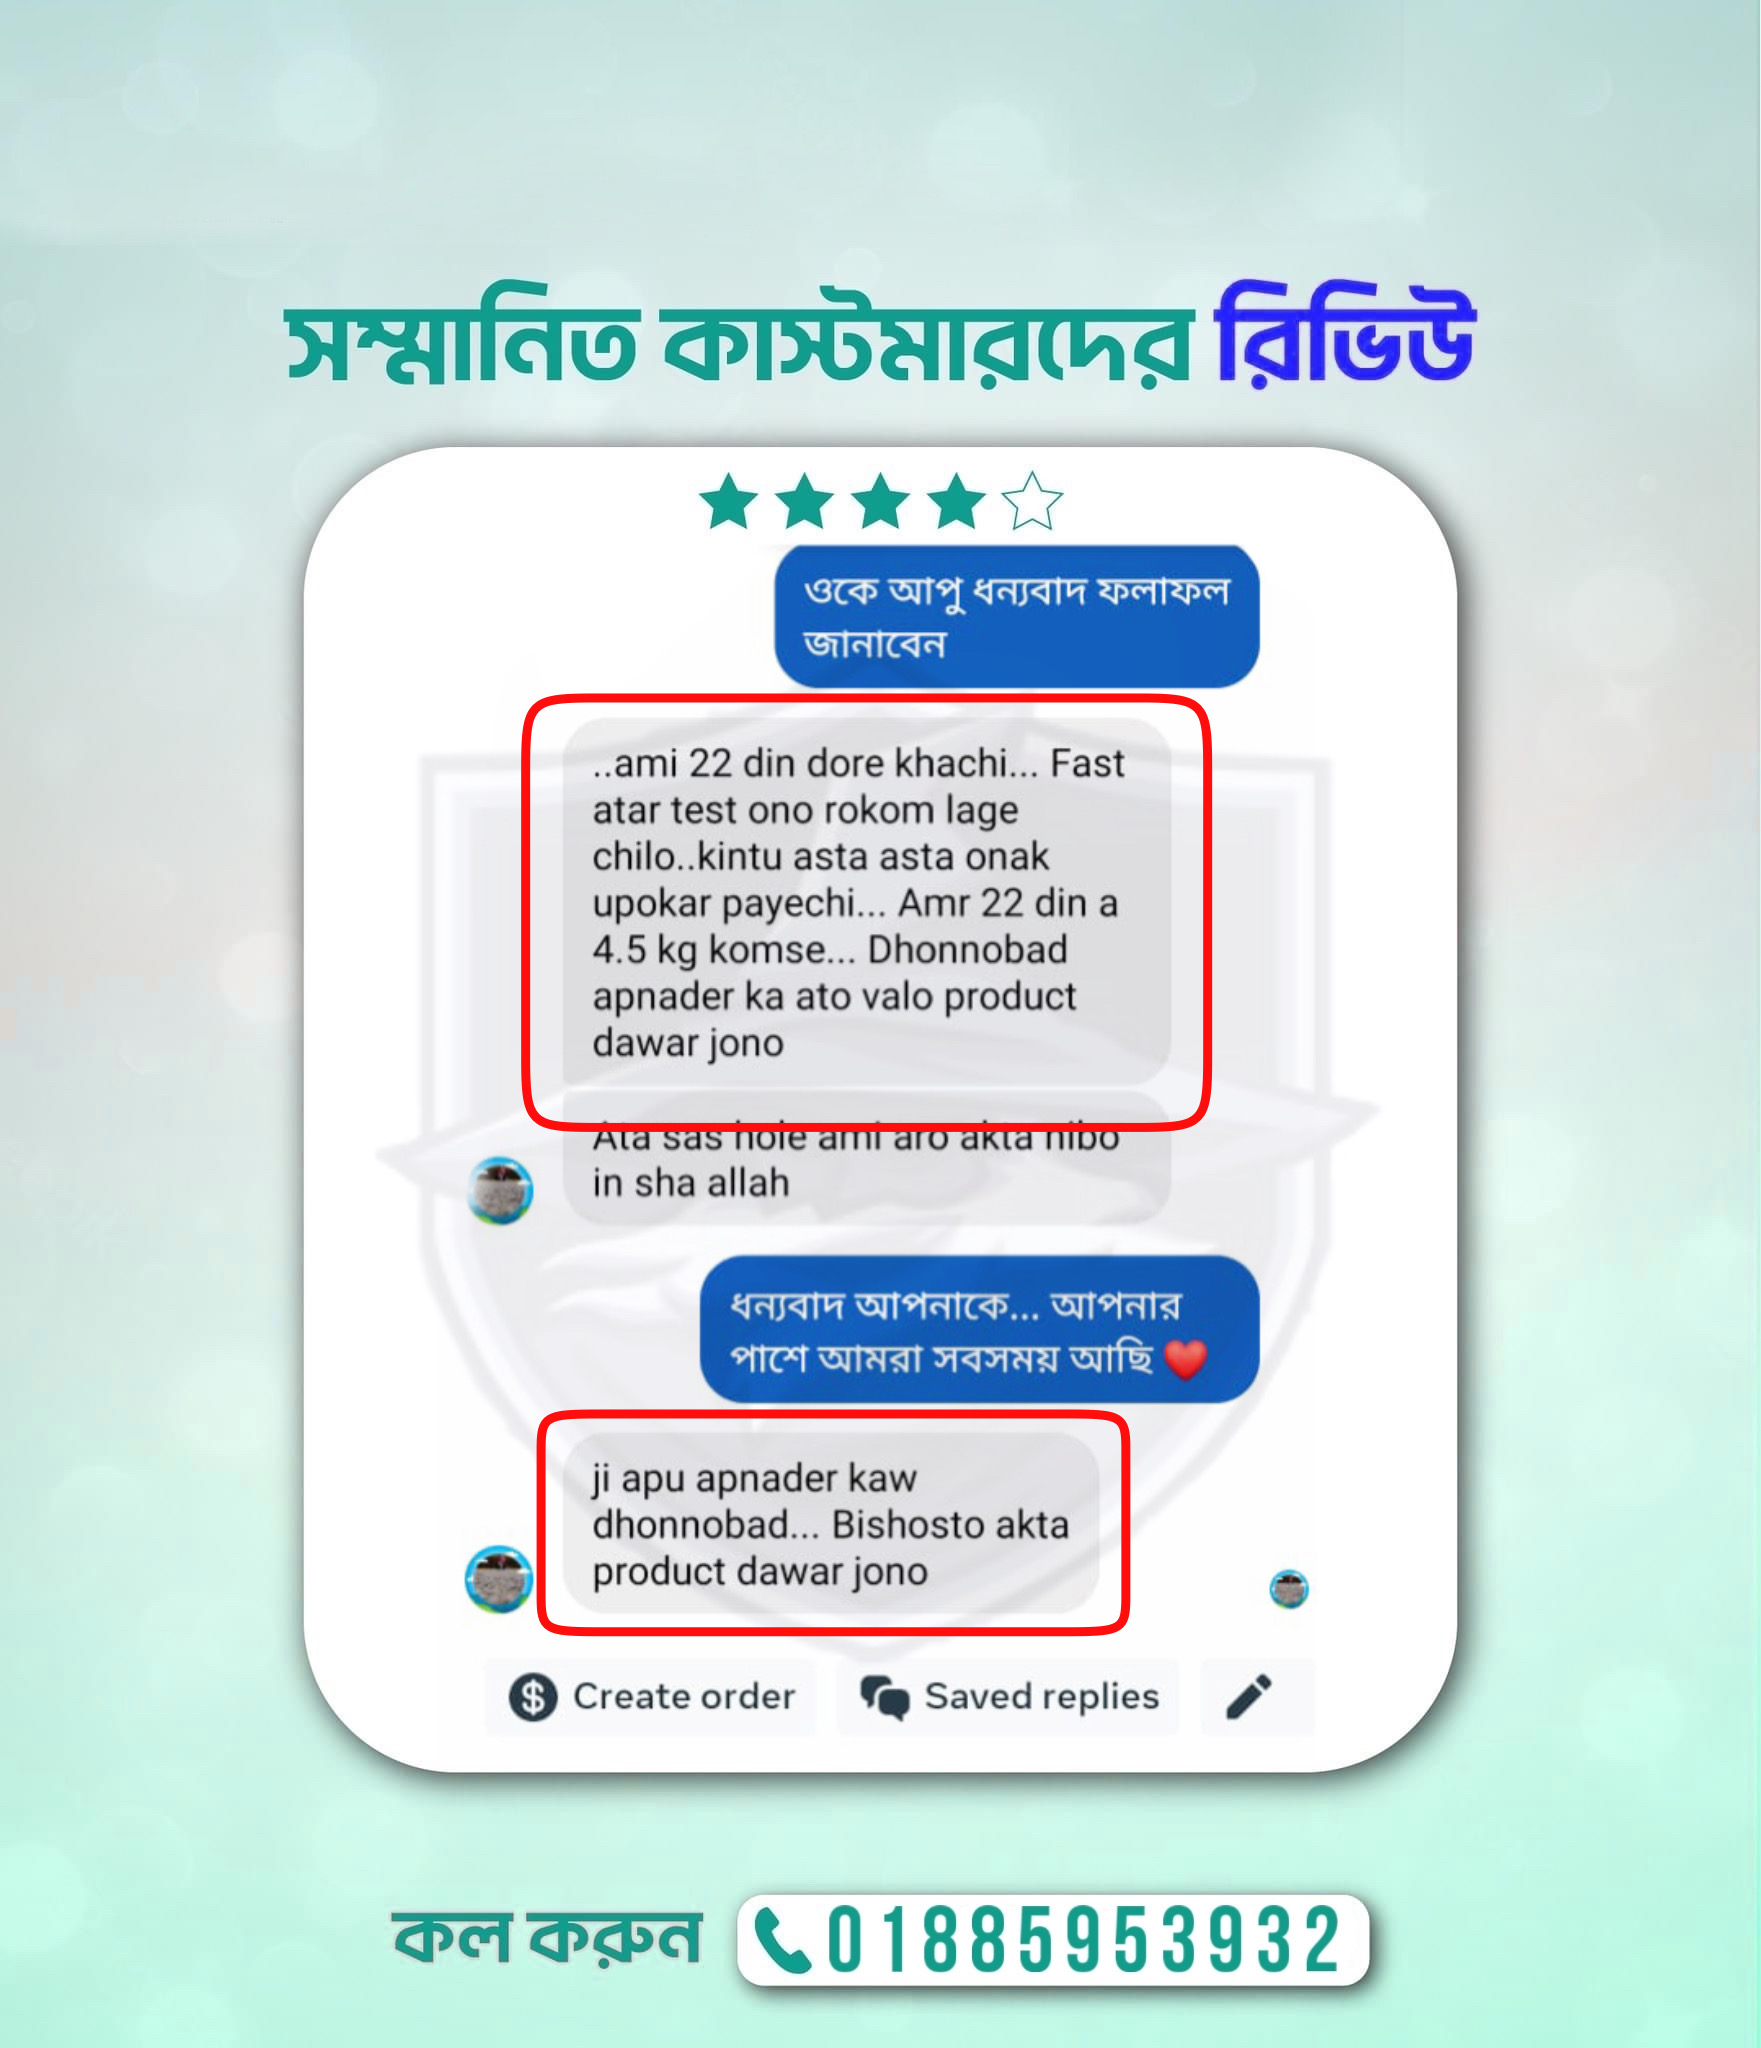 সম্মানিত কাস্টমারদের রিভিউ
ওকে আপু ধন্যবাদ ফলাফল
জানাবেন
..ami 22 din dore khachi... Fast
atar test ono rokom lage
chilo..kintu asta asta onak
upokar payechi... Amr 22 din a
4.5 kg komse... Dhonnobad
apnader ka ato valo product
dawar jono
Ata sas hole ami aro akta nibo
in sha allah
ধন্যবাদ আপনাকে... আপনার
পাশে আমরা সবসময় আছি ❤️
ji apu apnader kaw
dhonnobad... Bishosto akta
product dawar jono
Create order Saved replies
কল করুন 01885953932